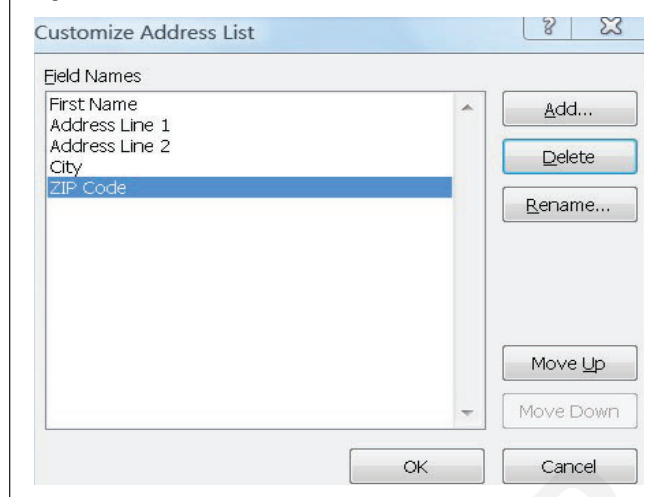 Customize Address List
?
Field Names
First Name
Address Line 1
Address Line 2
City
ZIP Code
Add...
Delete
Rename...
Move Up
Move Down
OK
Cancel